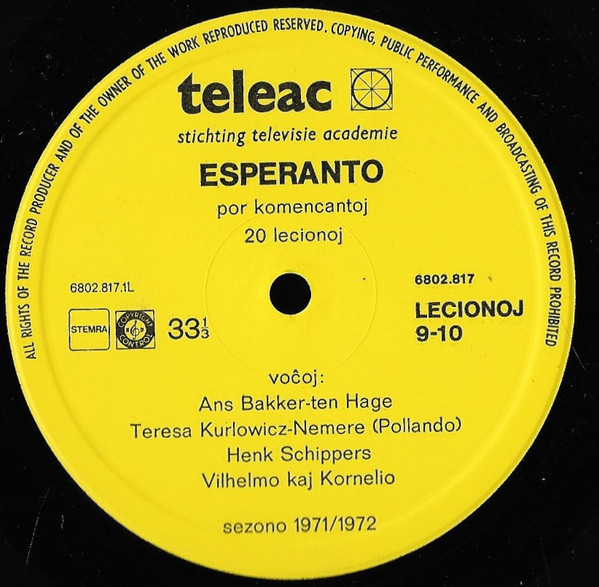 ALL RIGHTS OF THE RECORD PRODUCER AND OF THE OWNER OF THE WORK REPRODUCED RESERVED. COPYING, PUBLIC PERFORMANCE AND BROADCASTING OF THIS RECORD PROHIBITED
teleac
stichting televisie academie
ESPERANTO
por komencantoj
20 lecionoj
6802.817.1L
6802.817
STEMRA
COPYRIGHT CONTROL
33⅓
LECIONOJ
9-10
voĉoj:
Ans Bakker-ten Hage
Teresa Kurlowicz-Nemere (Pollando)
Henk Schippers
Vilhelmo kaj Kornelio
sezono 1971/1972